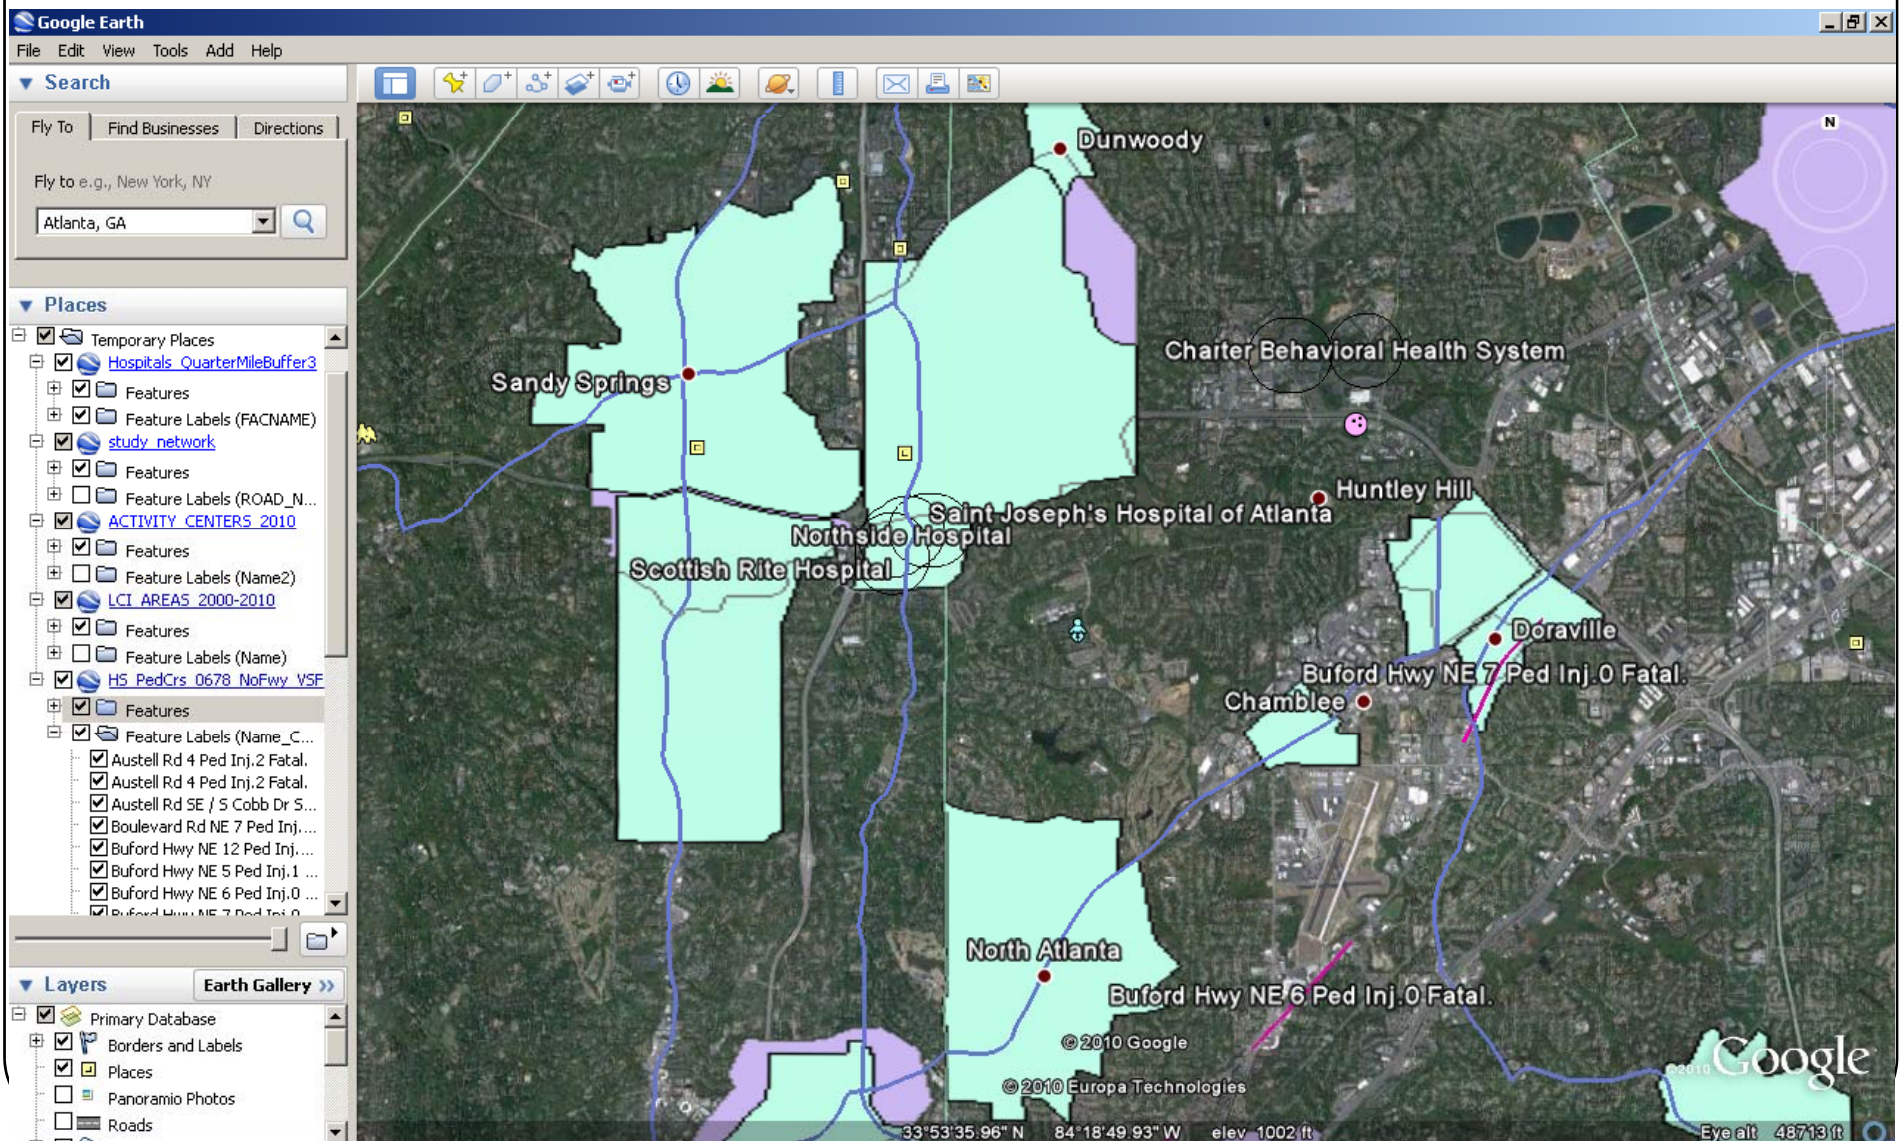 Google Earth
File Edit View Tools Add Help
Search
Fly To Find Businesses Directions
Fly to e.g., New York, NY
Atlanta, GA
Places
Temporary Places
Hospitals_QuarterMileBuffer3
Features
Feature Labels (FACNAME)
study_network
Features
Feature Labels (ROAD_N...
ACTIVITY_CENTERS_2010
Features
Feature Labels (Name2)
LCI_AREAS_2000-2010
Features
Feature Labels (Name)
HS_PedCrs_0678_NoFwy_VSF
Features
Feature Labels (Name_C...
Austell Rd 4 Ped Inj.2 Fatal.
Austell Rd 4 Ped Inj.2 Fatal.
Austell Rd SE / S Cobb Dr S...
Boulevard Rd NE 7 Ped Inj....
Buford Hwy NE 12 Ped Inj....
Buford Hwy NE 5 Ped Inj.1 ...
Buford Hwy NE 6 Ped Inj.0 ...
Buford Hwy NE 7 Ped Inj.0
Layers
Earth Gallery »
Primary Database
Borders and Labels
Places
Panoramio Photos
Roads
N
Dunwoody
Charter Behavioral Health System
Sandy Springs
Huntley Hill
Saint Joseph's Hospital of Atlanta
Northside Hospital
Scottish Rite Hospital
Doraville
Buford Hwy NE 7 Ped Inj.0 Fatal.
Chamblee
North Atlanta
Buford Hwy NE 6 Ped Inj.0 Fatal.
© 2010 Google
© 2010 Europa Technologies
©2010 Google
33°53'35.96" N 84°18'49.93" W elev 1002 ft
Eye alt 48713 ft